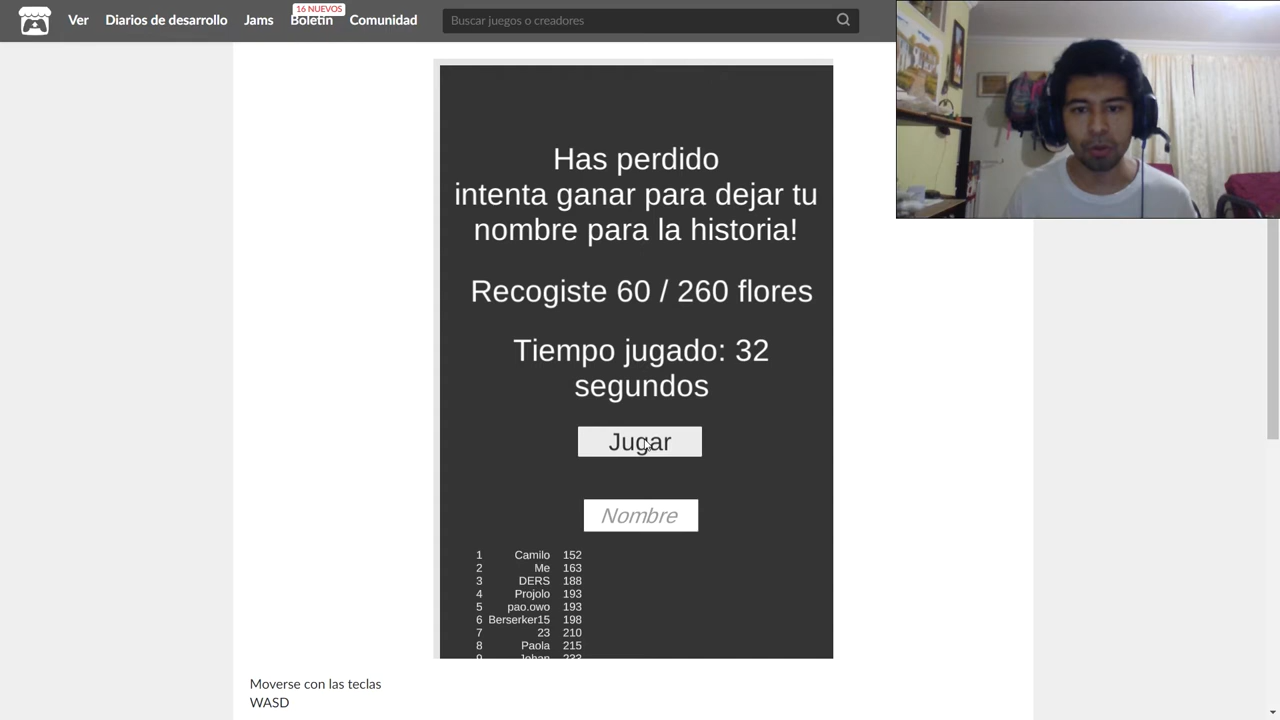 16 NUEVOS
Ver Diarios de desarrollo Jams Boletín Comunidad Buscar juegos o creadores
Has perdido
intenta ganar para dejar tu
nombre para la historia!
Recogiste 60 / 260 flores
Tiempo jugado: 32
segundos
Jugar
Nombre
1 Camilo 152
2 Me 163
3 DERS 188
4 Projolo 193
5 pao.owo 193
6 Berserker15 198
7 23 210
8 Paola 215
9 Johan 233
Moverse con las teclas
WASD